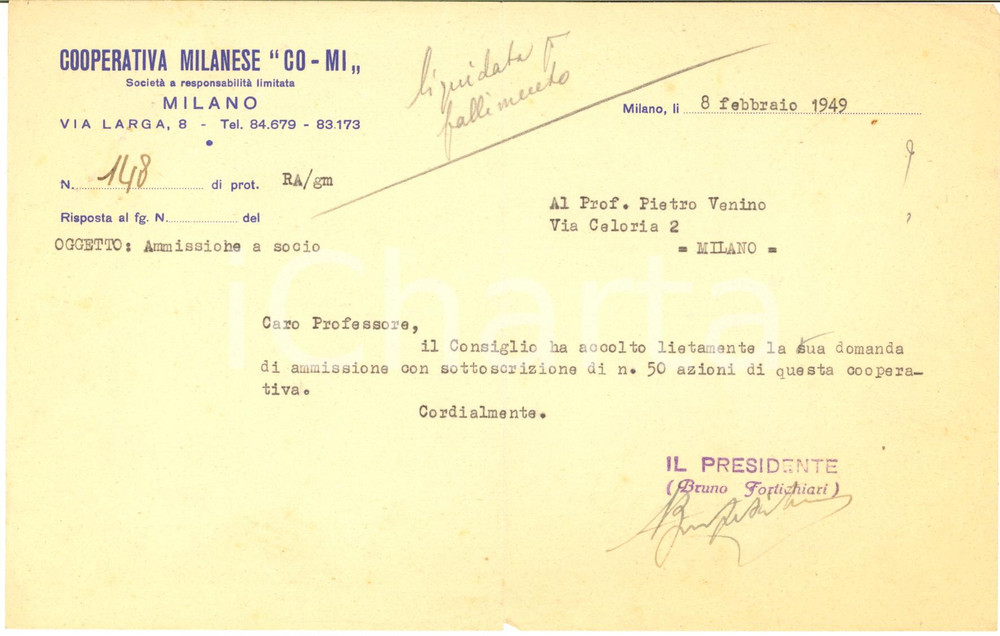 COOPERATIVA MILANESE "CO-MI„
Società a responsabilità limitata
MILANO
VIA LARGA, 8 - Tel. 84.679 - 83.173
liquidata
fallimento
Milano, li 8 febbraio 1949
N. 148 di prot. RA/gm
Risposta al fg. N. del
OGGETTO: Ammissione a socio
Al Prof. Pietro Venino
Via Celoria 2
= MILANO =
iCharta
Caro Professore,
il Consiglio ha accolto lietamente la sua domanda
di ammissione con sottoscrizione di n. 50 azioni di questa coopera-
tiva.
Cordialmente.
IL PRESIDENTE
(Bruno Fortichiari)